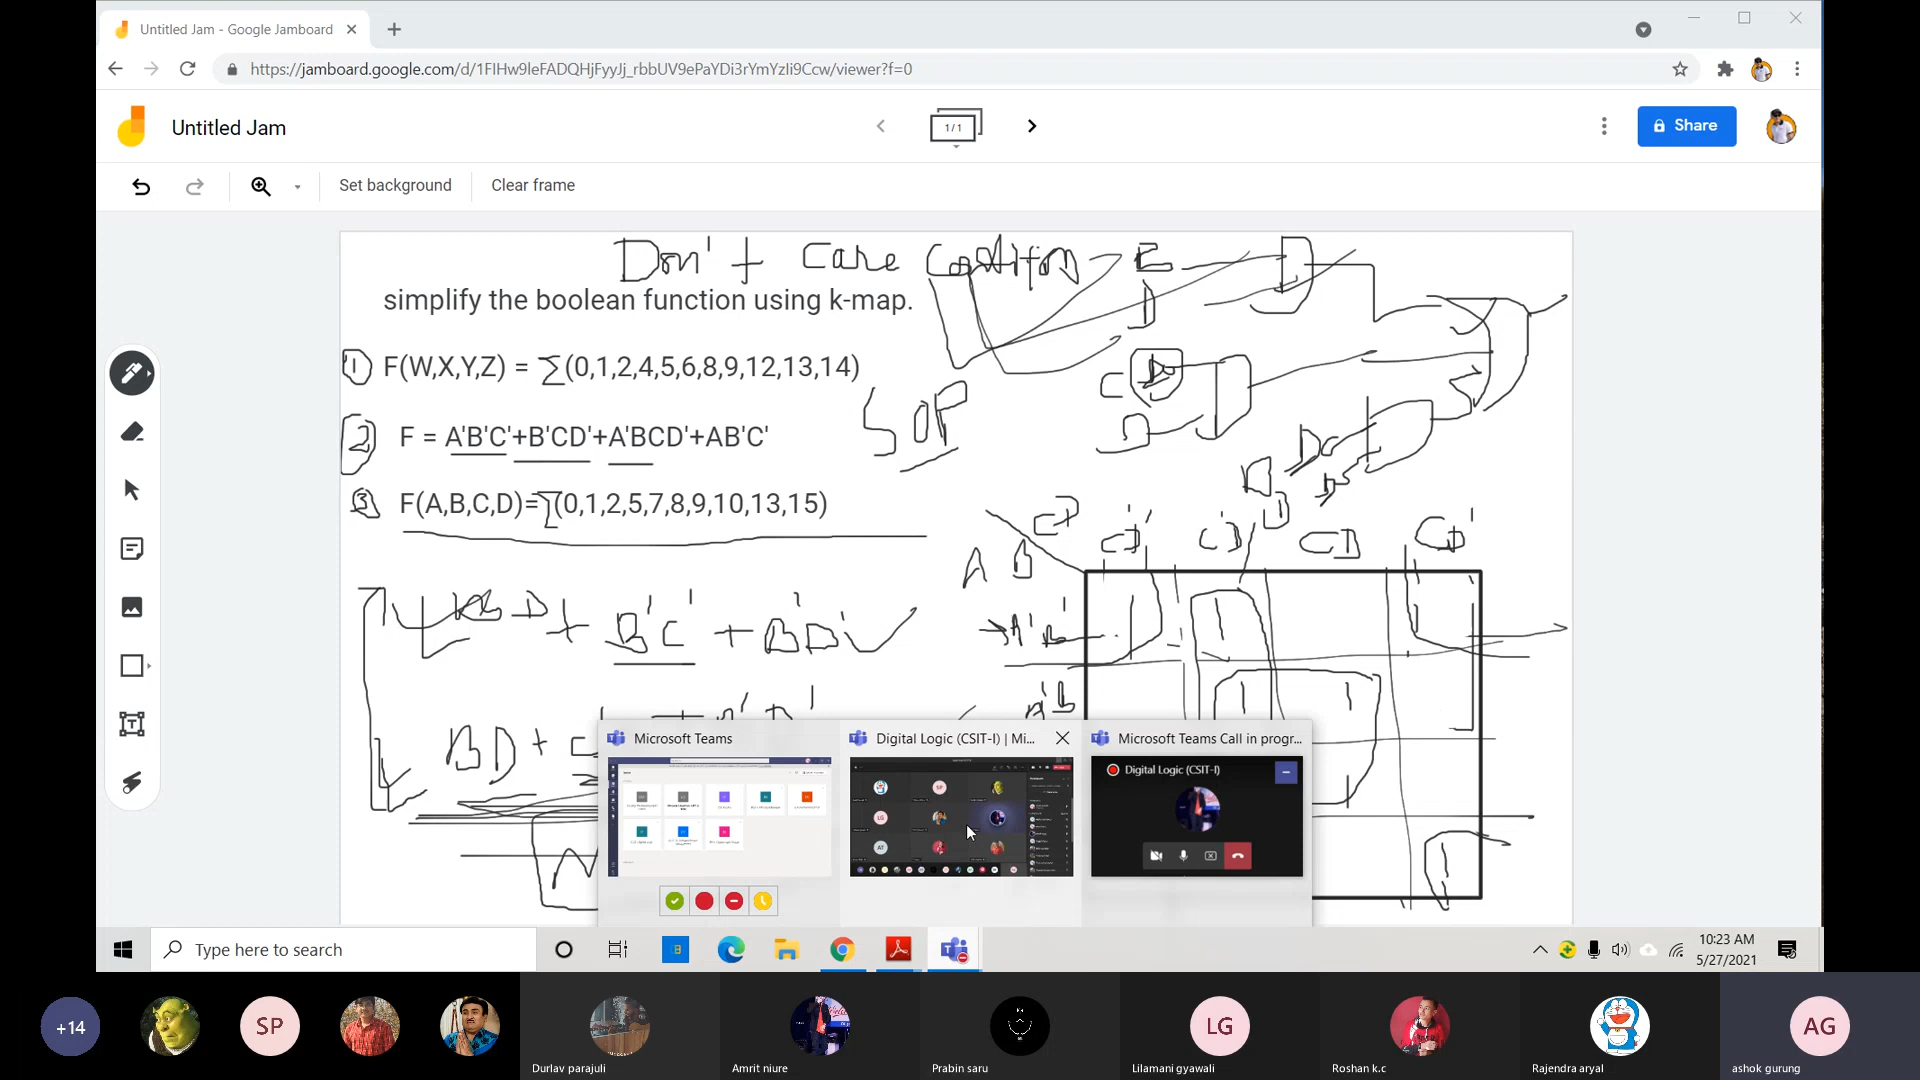 Untitled Jam - Google Jamboard
https://jamboard.google.com/d/1FIHw9leFADQHjFyyJj_rbbUV9ePaYDi3rYmYzIi9Ccw/viewer?f=0
Untitled Jam
1/1
Share
Set background
Clear frame
Don't Care Condition
simplify the boolean function using k-map.
① F(W,X,Y,Z) = ∑(0,1,2,4,5,6,8,9,12,13,14)
SOP
2 F = A'B'C'+B'CD'+A'BCD'+AB'C'
③ F(A,B,C,D)=∑(0,1,2,5,7,8,9,10,13,15)
CD C'D' C'D CD CD'
A B
+ B'C' + B'D'
A'B'
A'B
BD +
Microsoft Teams
Digital Logic (CSIT-I) | Mi...
Microsoft Teams Call in progr...
Digital Logic (CSIT-I)
Type here to search
10:23 AM
5/27/2021
+14
SP
LG
AG
Durlav parajuli
Amrit niure
Prabin saru
Lilamani gyawali
Roshan k.c
Rajendra aryal
ashok gurung